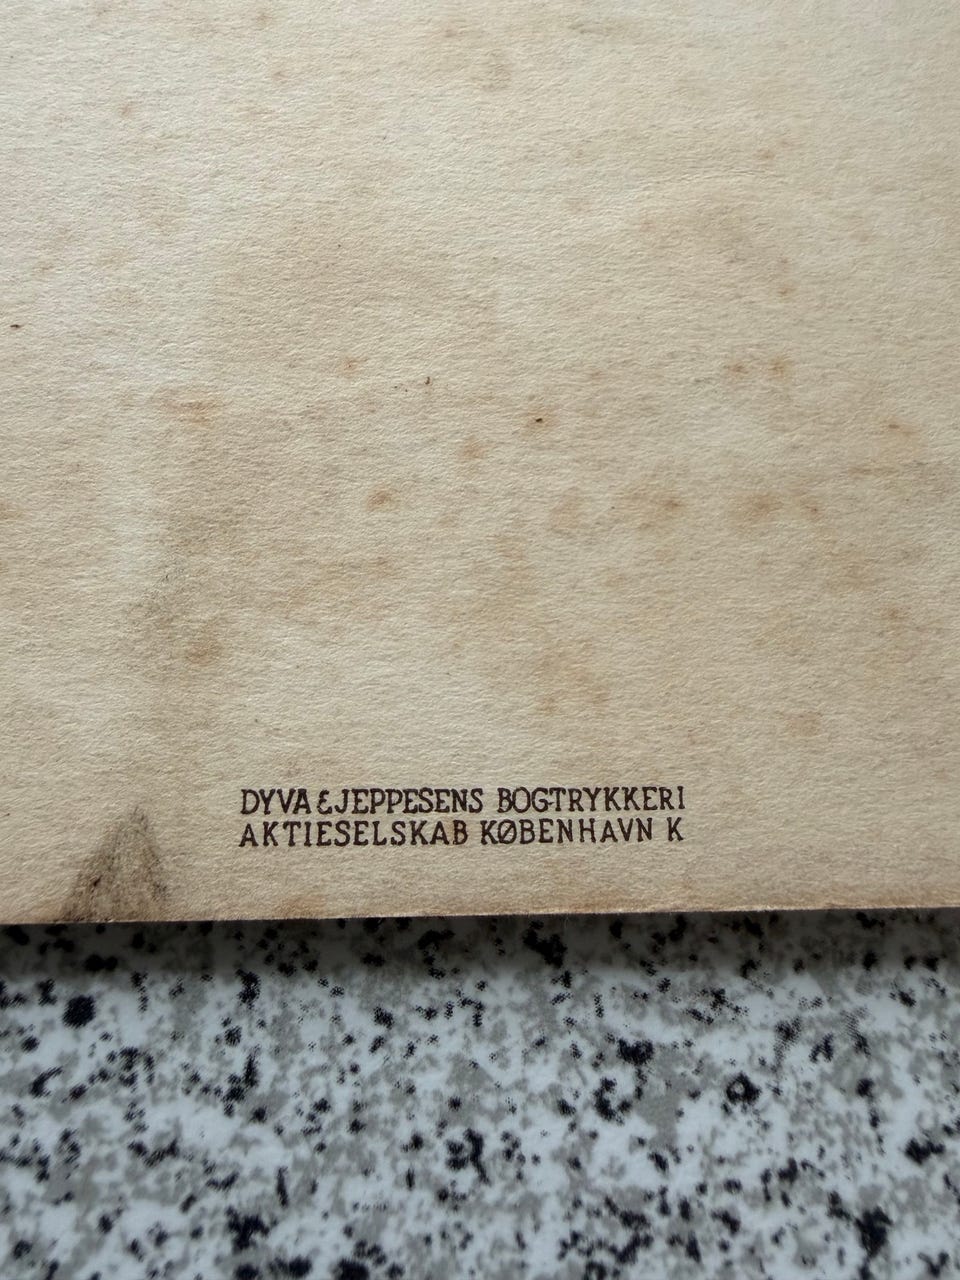 DYVA & JEPPESENS BOGTRYKKERI
AKTIESELSKAB KØBENHAVN K